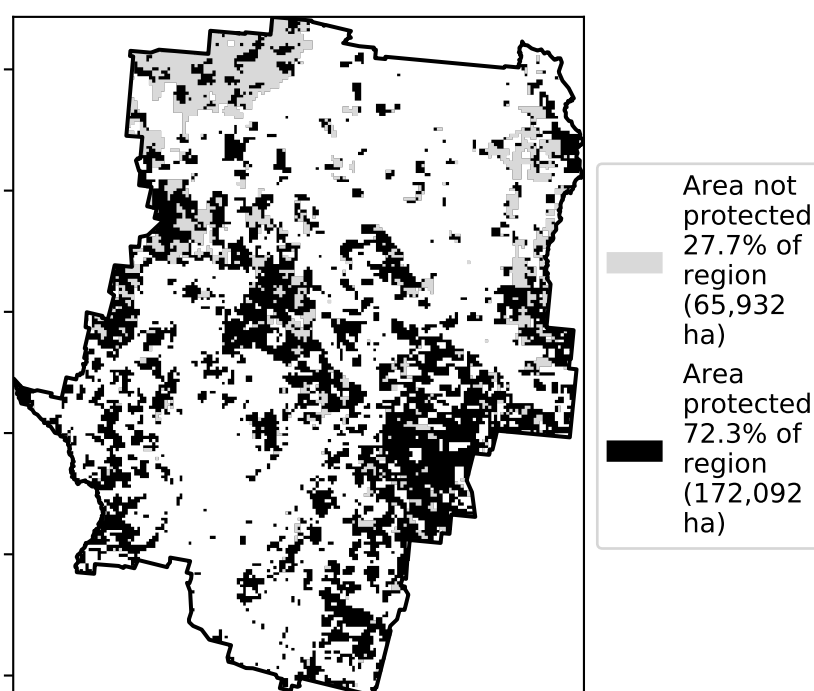 Area not
protected
27.7% of
region
(65,932
ha)
Area
protected
72.3% of
region
(172,092
ha)